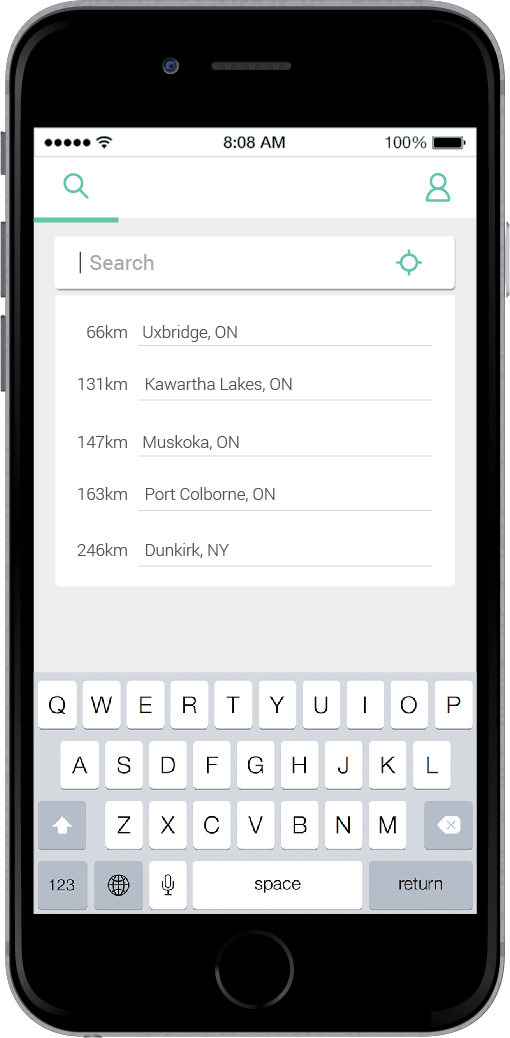 8:08 AM 100%
Search
66km Uxbridge, ON
131km Kawartha Lakes, ON
147km Muskoka, ON
163km Port Colborne, ON
246km Dunkirk, NY
Q W E R T Y U I O P
A S D F G H J K L
Z X C V B N M
123 space return